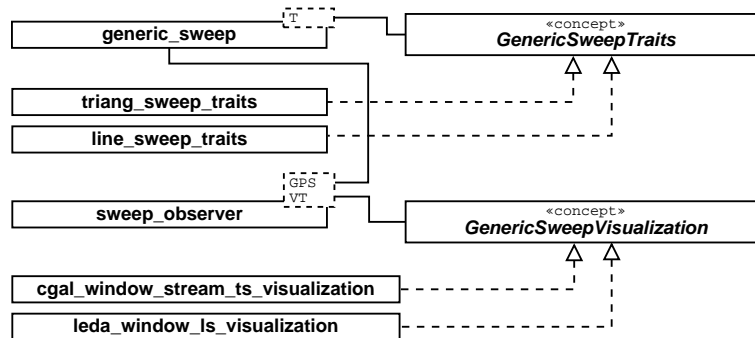 T
generic_sweep
«concept»
GenericSweepTraits
triang_sweep_traits
line_sweep_traits
GPS
VT
sweep_observer
«concept»
GenericSweepVisualization
cgal_window_stream_ts_visualization
leda_window_ls_visualization